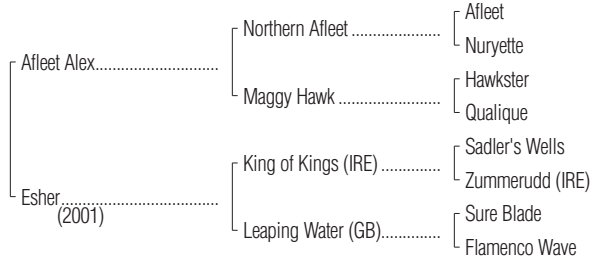 Afleet
Northern Afleet ....................
Nuryette
Afleet Alex............................
Hawkster
Maggy Hawk .......................
Qualique
Sadler's Wells
King of Kings (IRE) .............
Zummerudd (IRE)
Esher....................................
(2001)
Sure Blade
Leaping Water (GB).............
Flamenco Wave